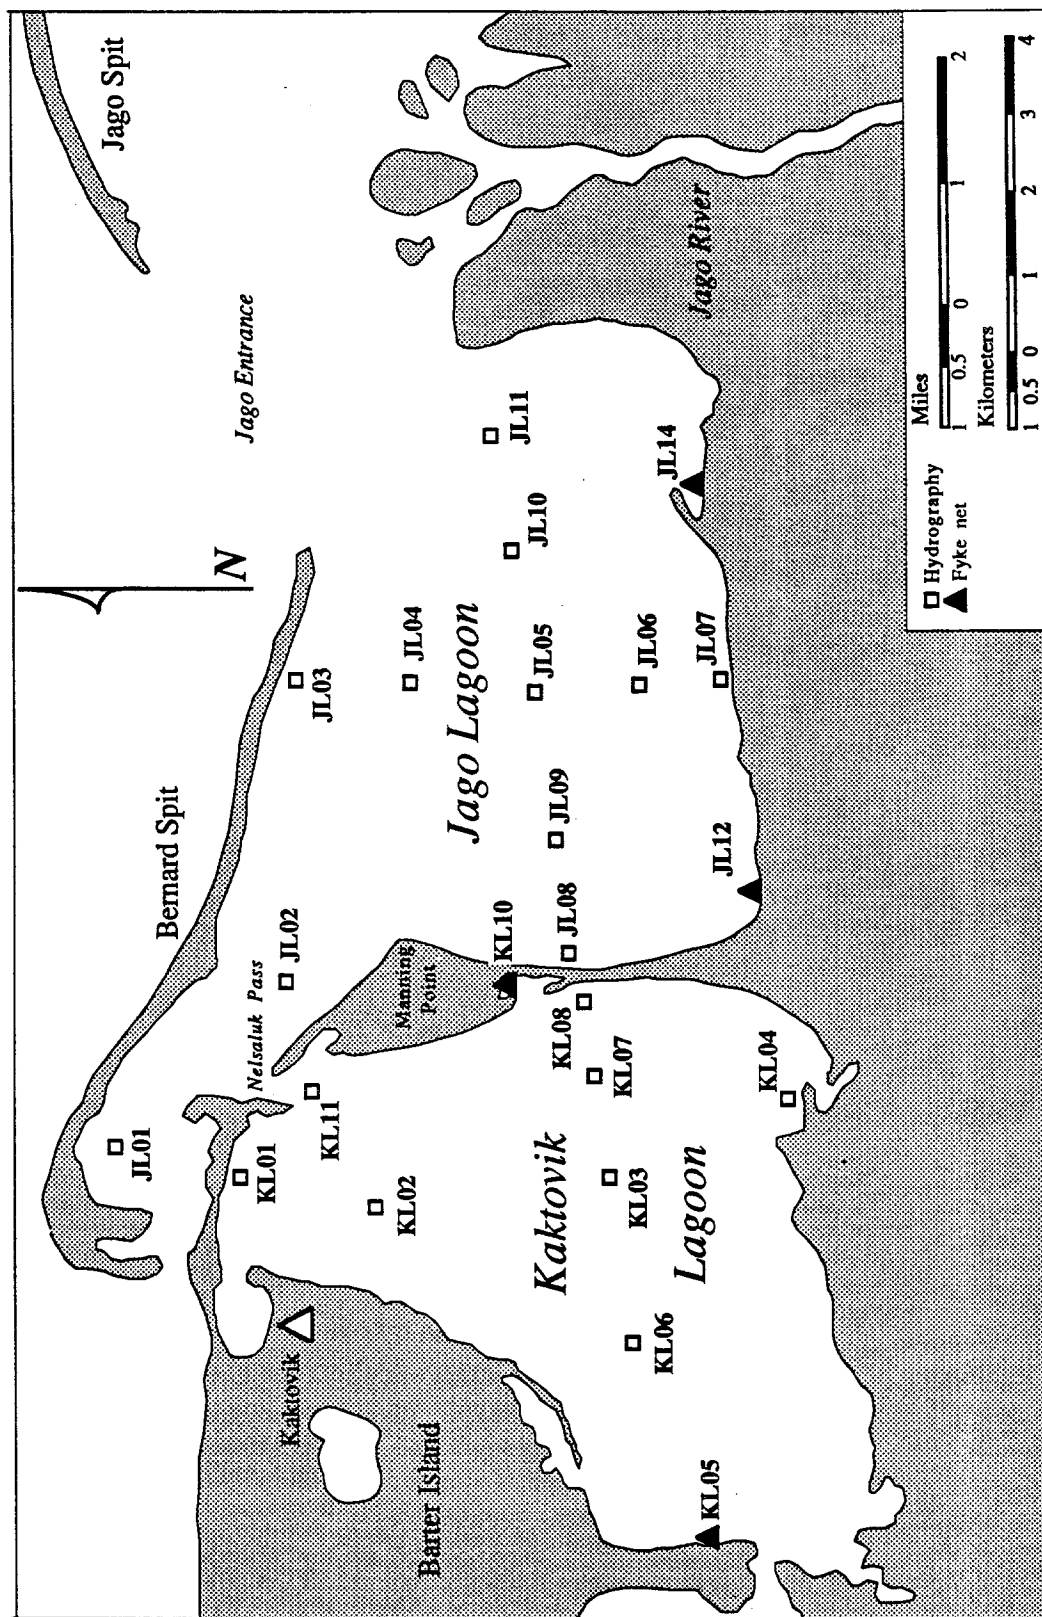 Jago Spit
Jago Entrance
N
Bernard Spit
Nelsaluk Pass
JL01
JL02
JL03
JL04
Jago Lagoon
JL05
JL06
JL07
JL08
JL09
JL10
JL11
JL12
JL14
Jago River
Manning
Point
KL10
KL08
KL07
KL04
KL11
KL01
KL02
KL03
Kaktovik
Lagoon
KL06
KL05
Kaktovik
Barter Island
Hydrography
Fyke net
Miles
1 0.5 0 1 2
Kilometers
1 0.5 0 1 2 3 4